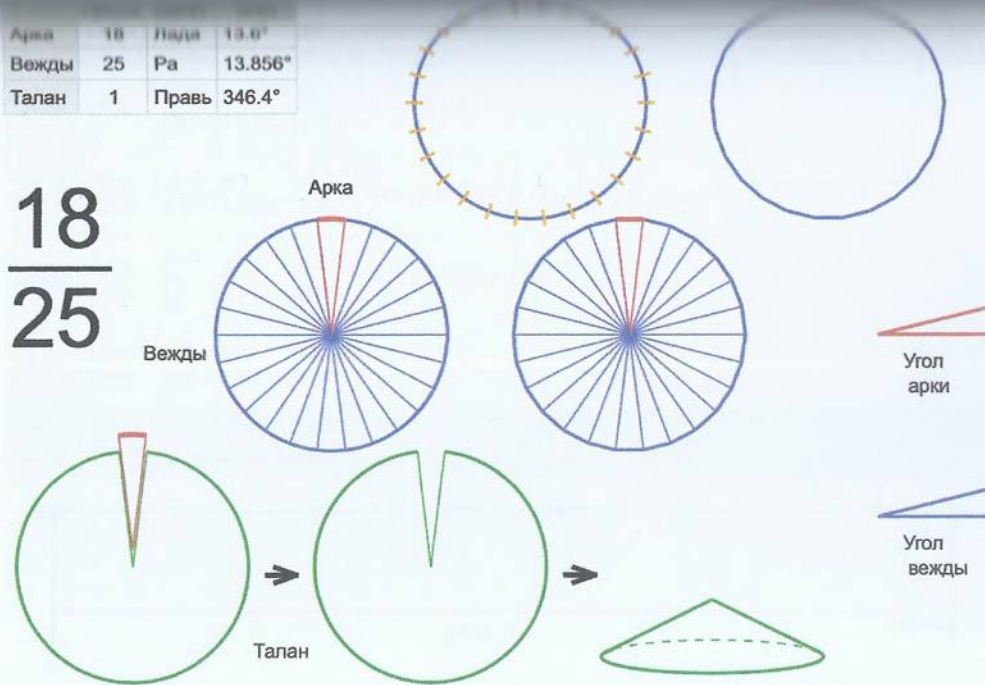 Арка 18 Лада 13.6°
Вежды 25 Ра 13.856°
Талан 1 Правь 346.4°
18
25
Арка
Вежды
Угол
арки
Угол
вежды
Талан